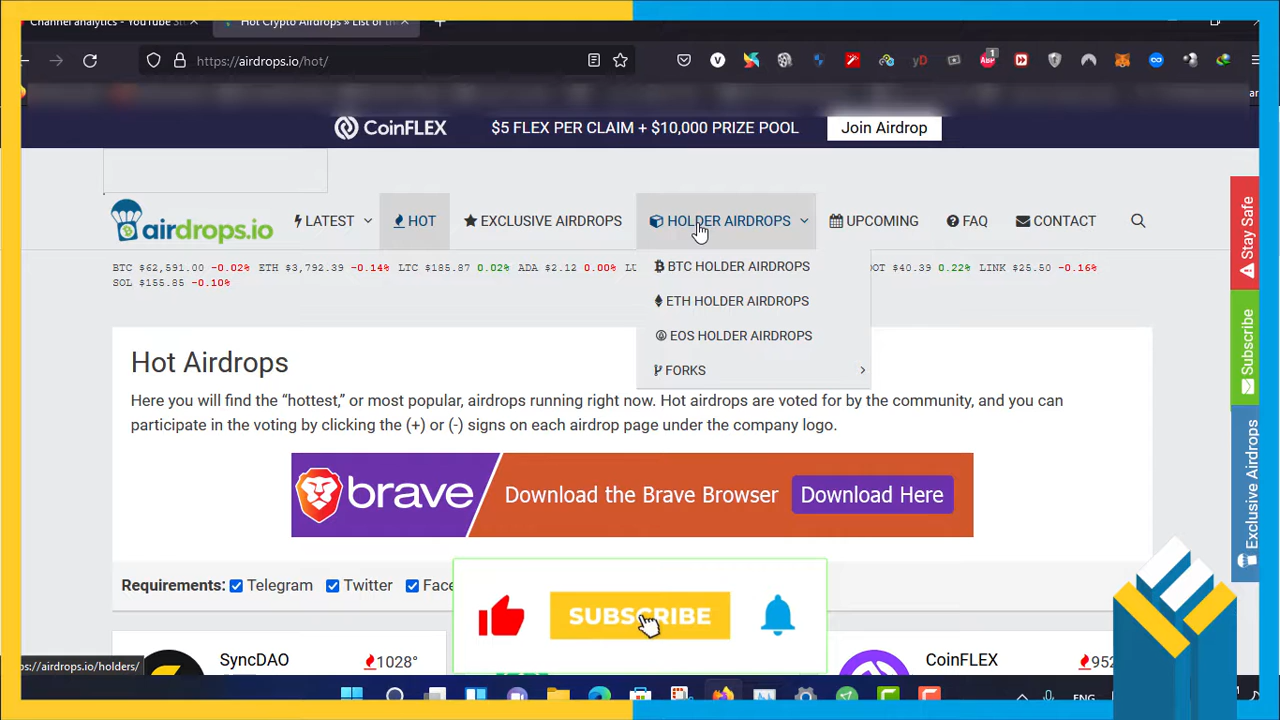 Channel analytics - YouTube St
Hot Crypto Airdrops » List of the
https://airdrops.io/hot/
CoinFLEX $5 FLEX PER CLAIM + $10,000 PRIZE POOL Join Airdrop
airdrops.io LATEST HOT EXCLUSIVE AIRDROPS HOLDER AIRDROPS UPCOMING FAQ CONTACT
BTC $62,591.00 -0.02% ETH $3,792.39 -0.14% LTC $185.87 0.02% ADA $2.12 0.00% LU OT $40.39 0.22% LINK $25.50 -0.16%
SOL $155.85 -0.10%
BTC HOLDER AIRDROPS
ETH HOLDER AIRDROPS
EOS HOLDER AIRDROPS
FORKS
Hot Airdrops
Here you will find the “hottest,” or most popular, airdrops running right now. Hot airdrops are voted for by the community, and you can
participate in the voting by clicking the (+) or (-) signs on each airdrop page under the company logo.
brave Download the Brave Browser Download Here
Requirements: Telegram Twitter Face
SUBSCRIBE
SyncDAO 1028°
CoinFLEX 952
ps://airdrops.io/holders/
ENG
Stay Safe
Subscribe
Exclusive Airdrops